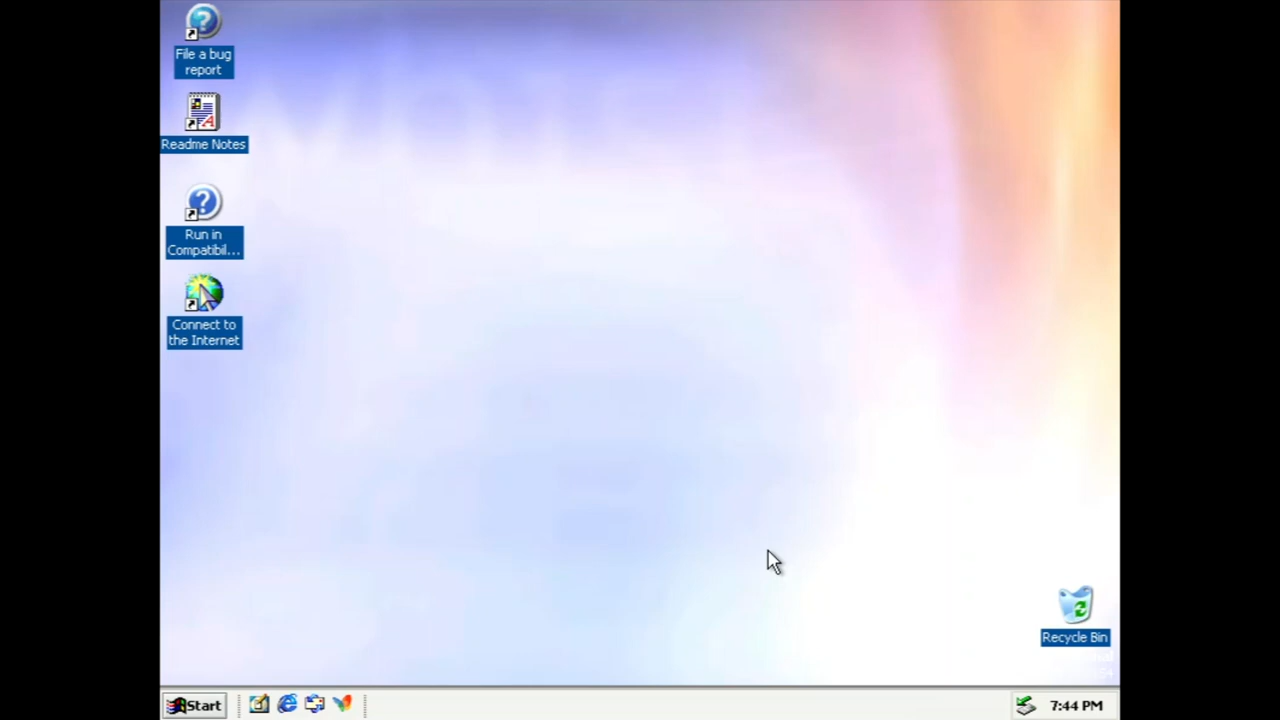 File a bug
report
Readme Notes
Run in
Compatibil...
Connect to
the Internet
Recycle Bin
Start
7:44 PM